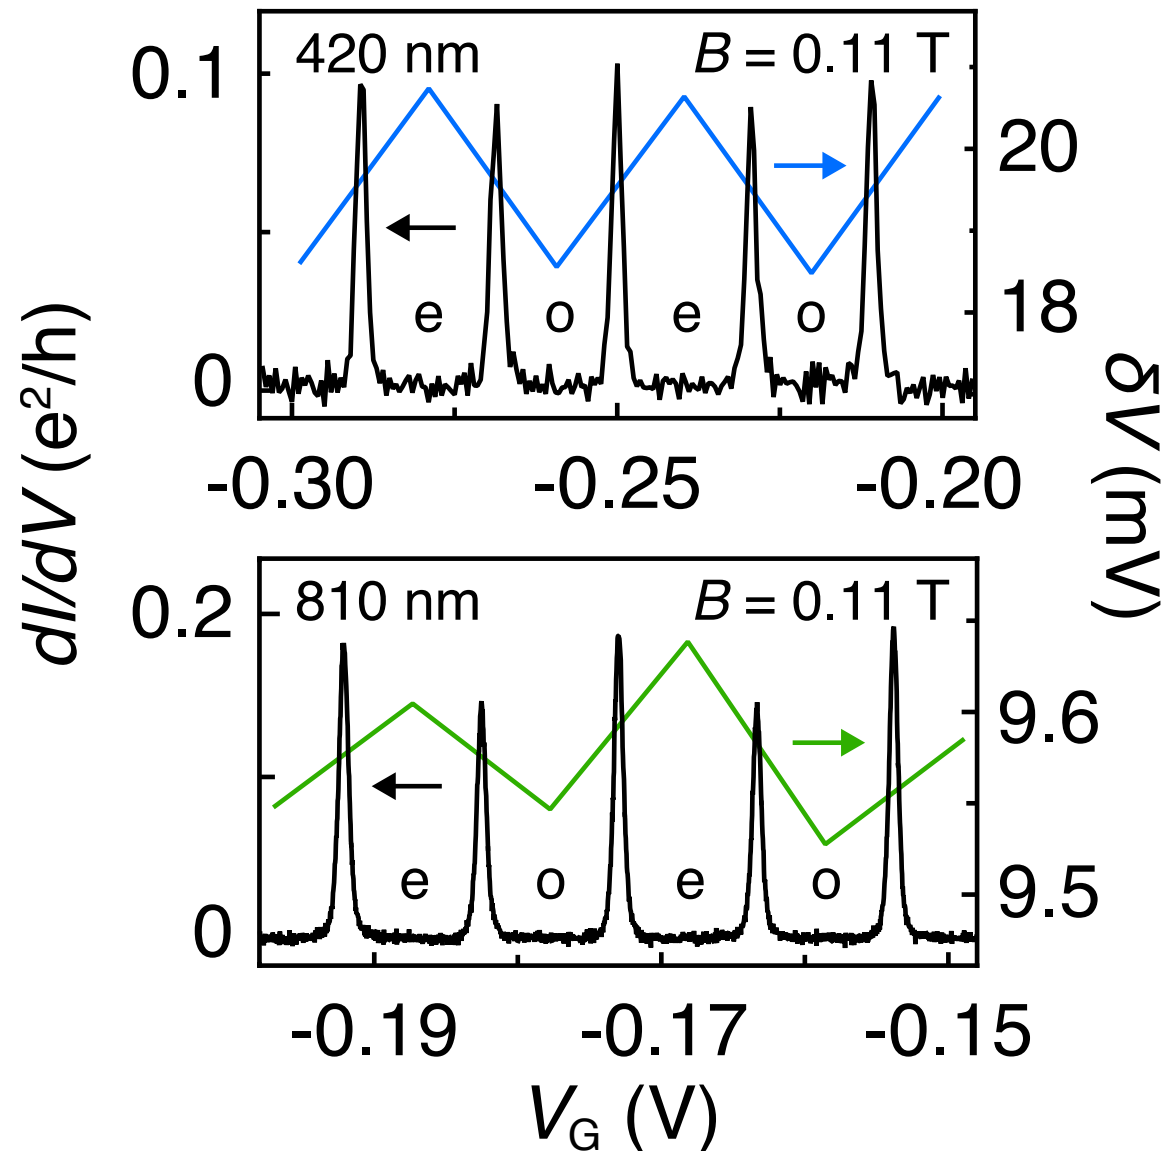 420 nm
B = 0.11 T
0.1
0
20
18
e o e o
-0.30 -0.25 -0.20
dI/dV (e²/h)
δV (mV)
810 nm
B = 0.11 T
0.2
0
9.6
9.5
e o e o
-0.19 -0.17 -0.15
V_G (V)